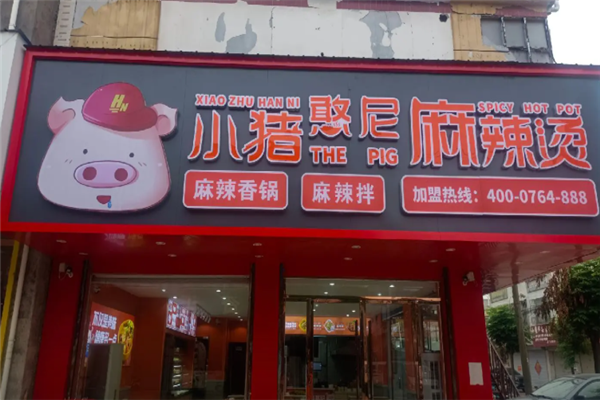 XIAO ZHU HAN NI
SPICY HOT POT
小猪憨尼麻辣烫
THE PIG
麻辣香锅
麻辣拌
加盟热线：400-0764-888